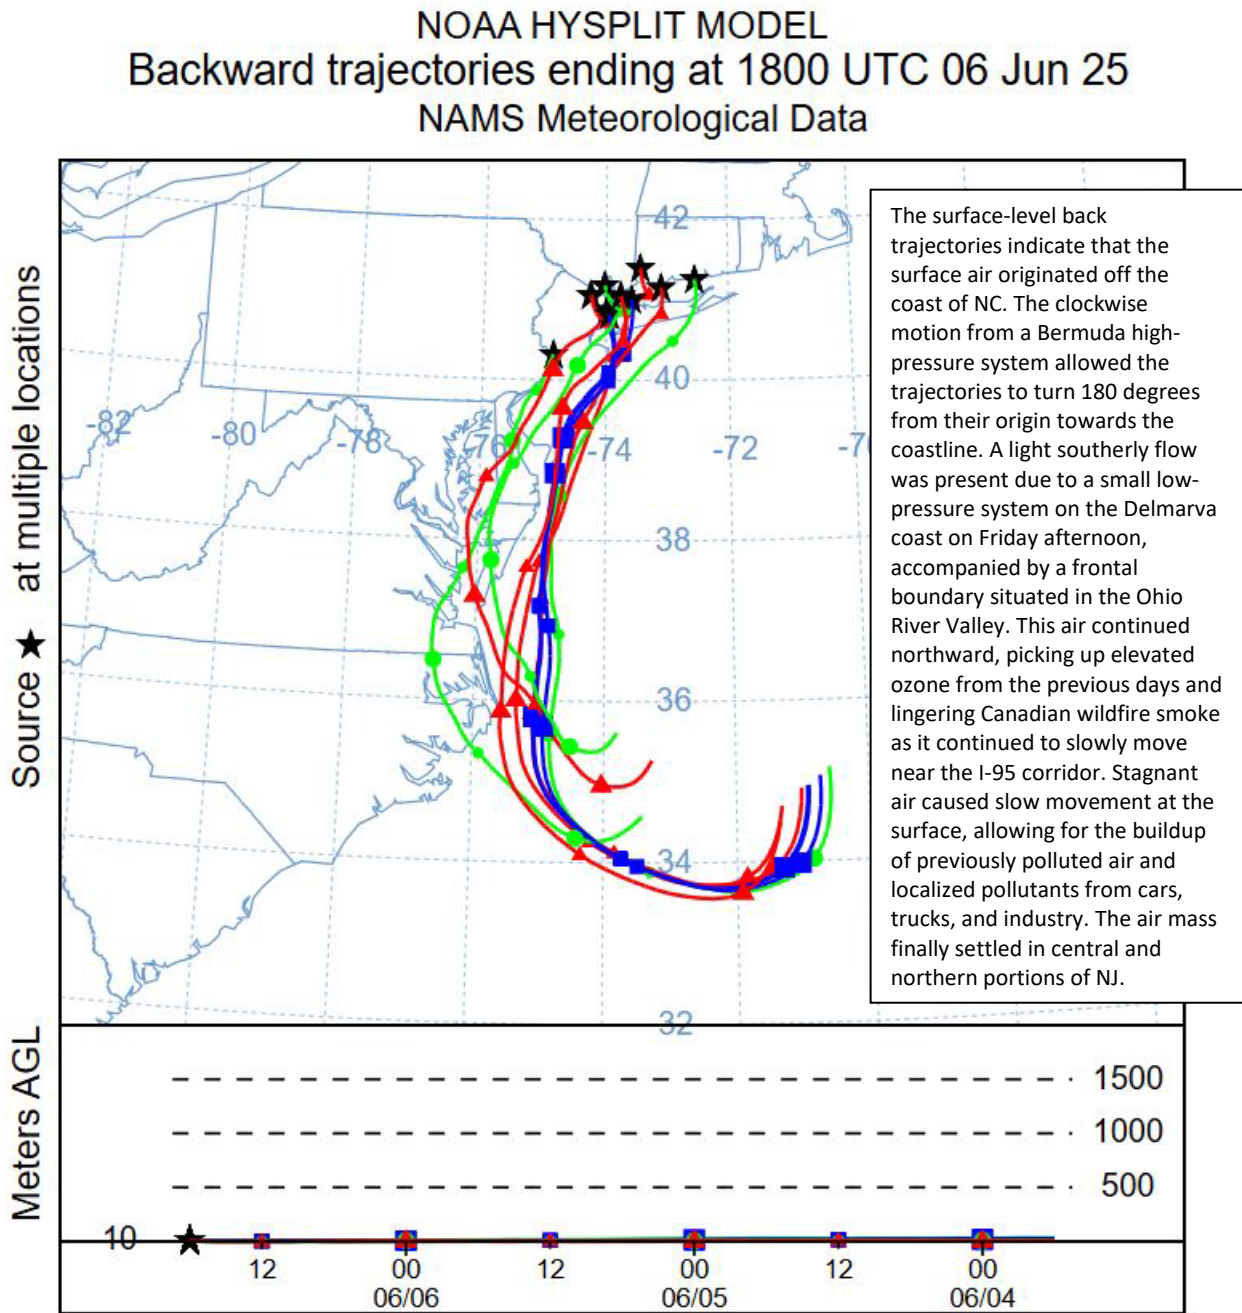 NOAA HYSPLIT MODEL
Backward trajectories ending at 1800 UTC 06 Jun 25
NAMS Meteorological Data
Source ★ at multiple locations
42
40
38
36
34
32
-82
-80
-78
-76
-74
-72
-70
The surface-level back
trajectories indicate that the
surface air originated off the
coast of NC. The clockwise
motion from a Bermuda high-
pressure system allowed the
trajectories to turn 180 degrees
from their origin towards the
coastline. A light southerly flow
was present due to a small low-
pressure system on the Delmarva
coast on Friday afternoon,
accompanied by a frontal
boundary situated in the Ohio
River Valley. This air continued
northward, picking up elevated
ozone from the previous days and
lingering Canadian wildfire smoke
as it continued to slowly move
near the I-95 corridor. Stagnant
air caused slow movement at the
surface, allowing for the buildup
of previously polluted air and
localized pollutants from cars,
trucks, and industry. The air mass
finally settled in central and
northern portions of NJ.
Meters AGL
1500
1000
500
10
12 00 12 00 12 00
06/06 06/05 06/04